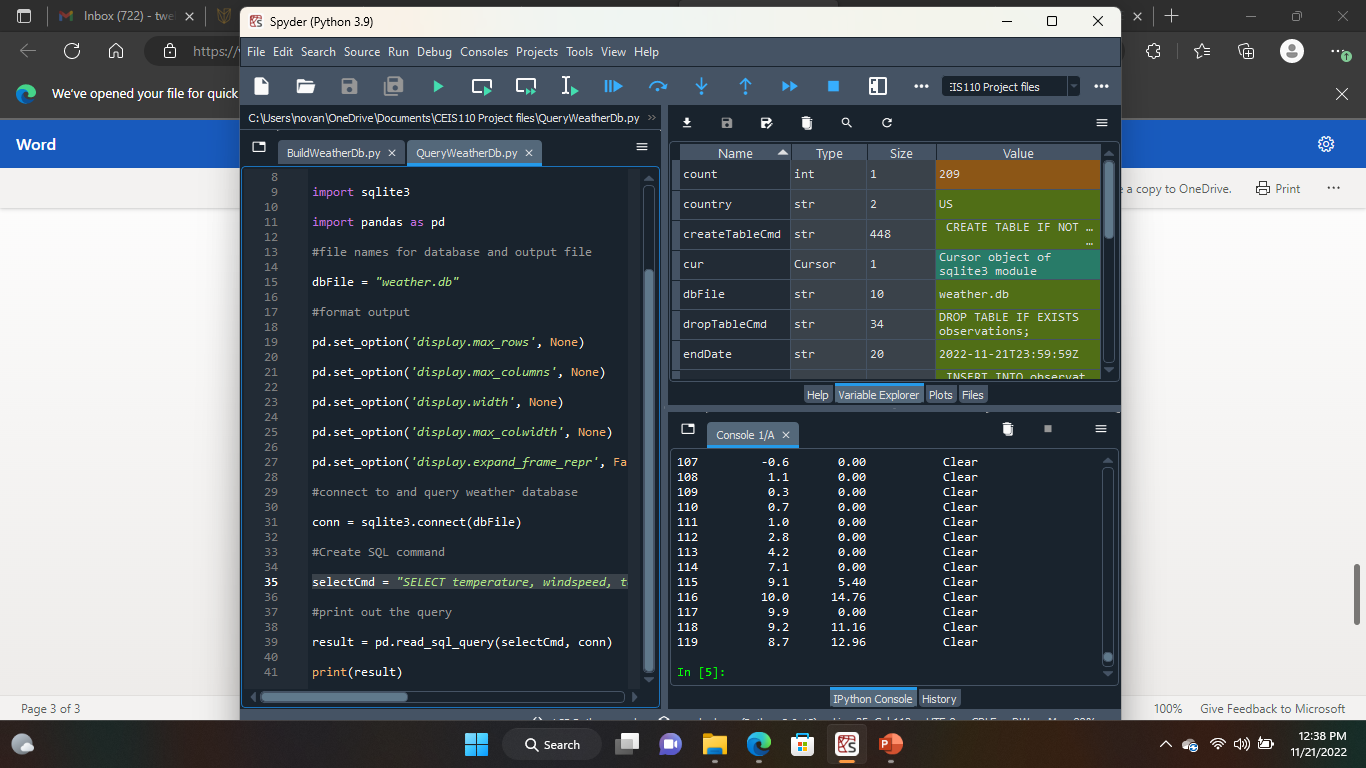 Inbox (722) - twe
Spyder (Python 3.9)
https://
File Edit Search Source Run Debug Consoles Projects Tools View Help
We've opened your file for quick
EIS110 Project files
C:\Users\novan\OneDrive\Documents\CEIS110 Project files\QueryWeatherDb.py
Word
BuildWeatherDb.py
QueryWeatherDb.py
8
9 import sqlite3
10
11 import pandas as pd
12
13 #file names for database and output file
14
15 dbFile = "weather.db"
16
17 #format output
18
19 pd.set_option('display.max_rows', None)
20
21 pd.set_option('display.max_columns', None)
22
23 pd.set_option('display.width', None)
24
25 pd.set_option('display.max_colwidth', None)
26
27 pd.set_option('display.expand_frame_repr', Fa
28
29 #connect to and query weather database
30
31 conn = sqlite3.connect(dbFile)
32
33 #Create SQL command
34
35 selectCmd = "SELECT temperature, windspeed, t
36
37 #print out the query
38
39 result = pd.read_sql_query(selectCmd, conn)
40
41 print(result)
Name Type Size Value
count int 1 209
country str 2 US
createTableCmd str 448 CREATE TABLE IF NOT …
…
cur Cursor 1 Cursor object of
sqlite3 module
dbFile str 10 weather.db
dropTableCmd str 34 DROP TABLE IF EXISTS
observations;
endDate str 20 2022-11-21T23:59:59Z
INSERT INTO observat
Help Variable Explorer Plots Files
e a copy to OneDrive. Print
Console 1/A
107 -0.6 0.00 Clear
108 1.1 0.00 Clear
109 0.3 0.00 Clear
110 0.7 0.00 Clear
111 1.0 0.00 Clear
112 2.8 0.00 Clear
113 4.2 0.00 Clear
114 7.1 0.00 Clear
115 9.1 5.40 Clear
116 10.0 14.76 Clear
117 9.9 0.00 Clear
118 9.2 11.16 Clear
119 8.7 12.96 Clear
In [5]:
IPython Console History
Page 3 of 3
100% Give Feedback to Microsoft
Search
12:38 PM
11/21/2022